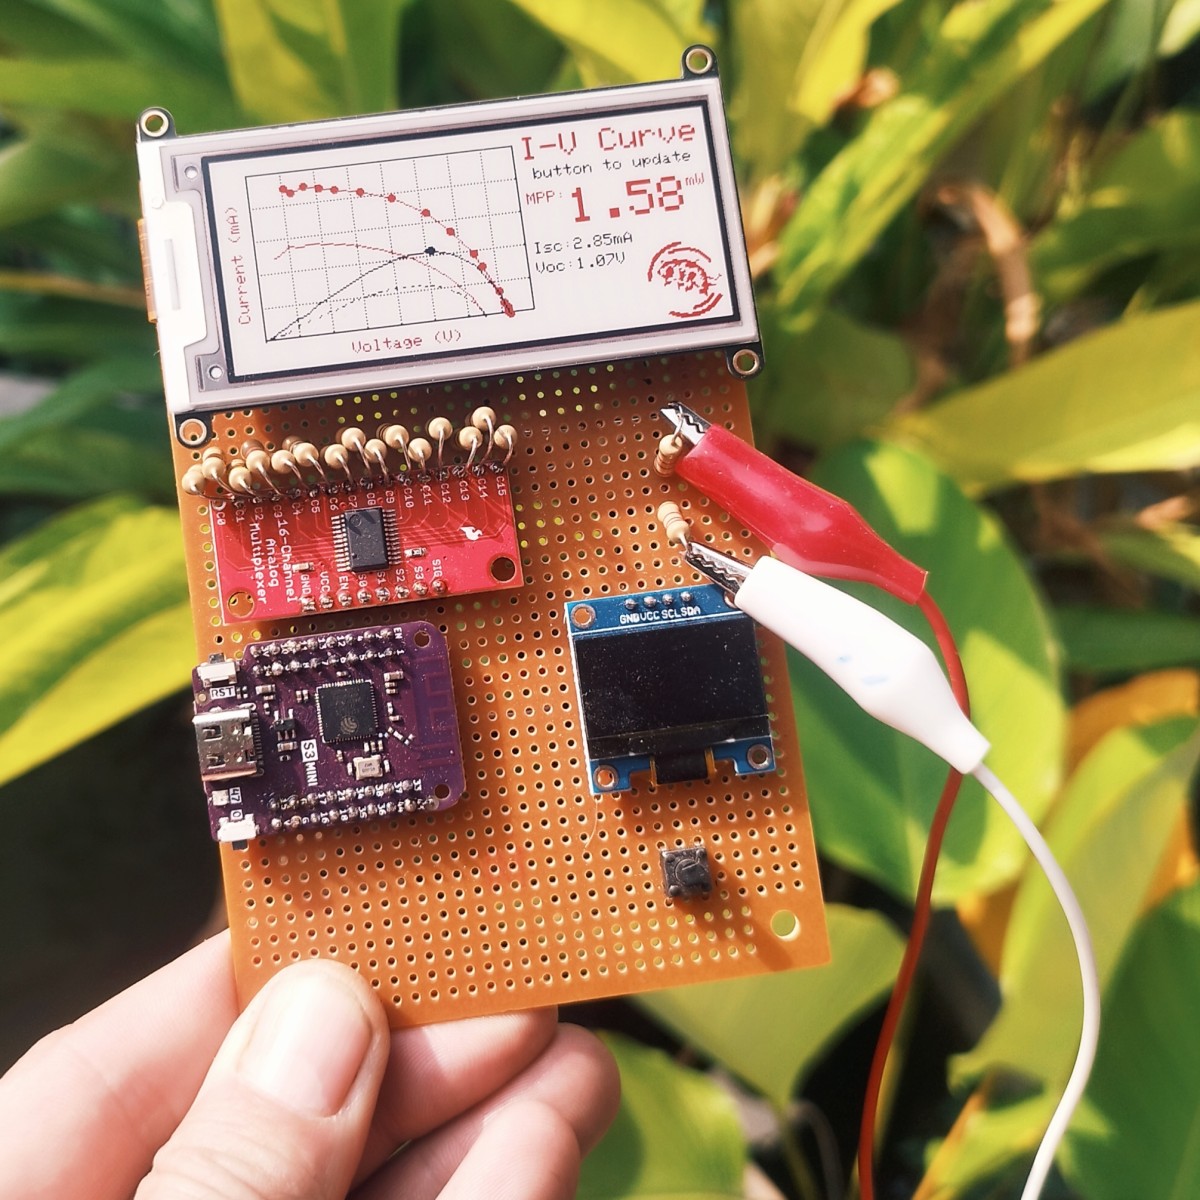 I-V Curve
button to update
MPP: 1.58 mW
Isc:2.85mA
Voc:1.07V
Current (mA)
Voltage (V)
C0 C1 C2 C3 C4 C5 C6 C7 C8 C9 C10 C11 C12 C13 C14 C15
16-Channel
Analog
Multiplexer
GND VCC EN S0 S1 S2 S3 SIG
RST
S3 MINI
EN
GND VCC SCL SDA